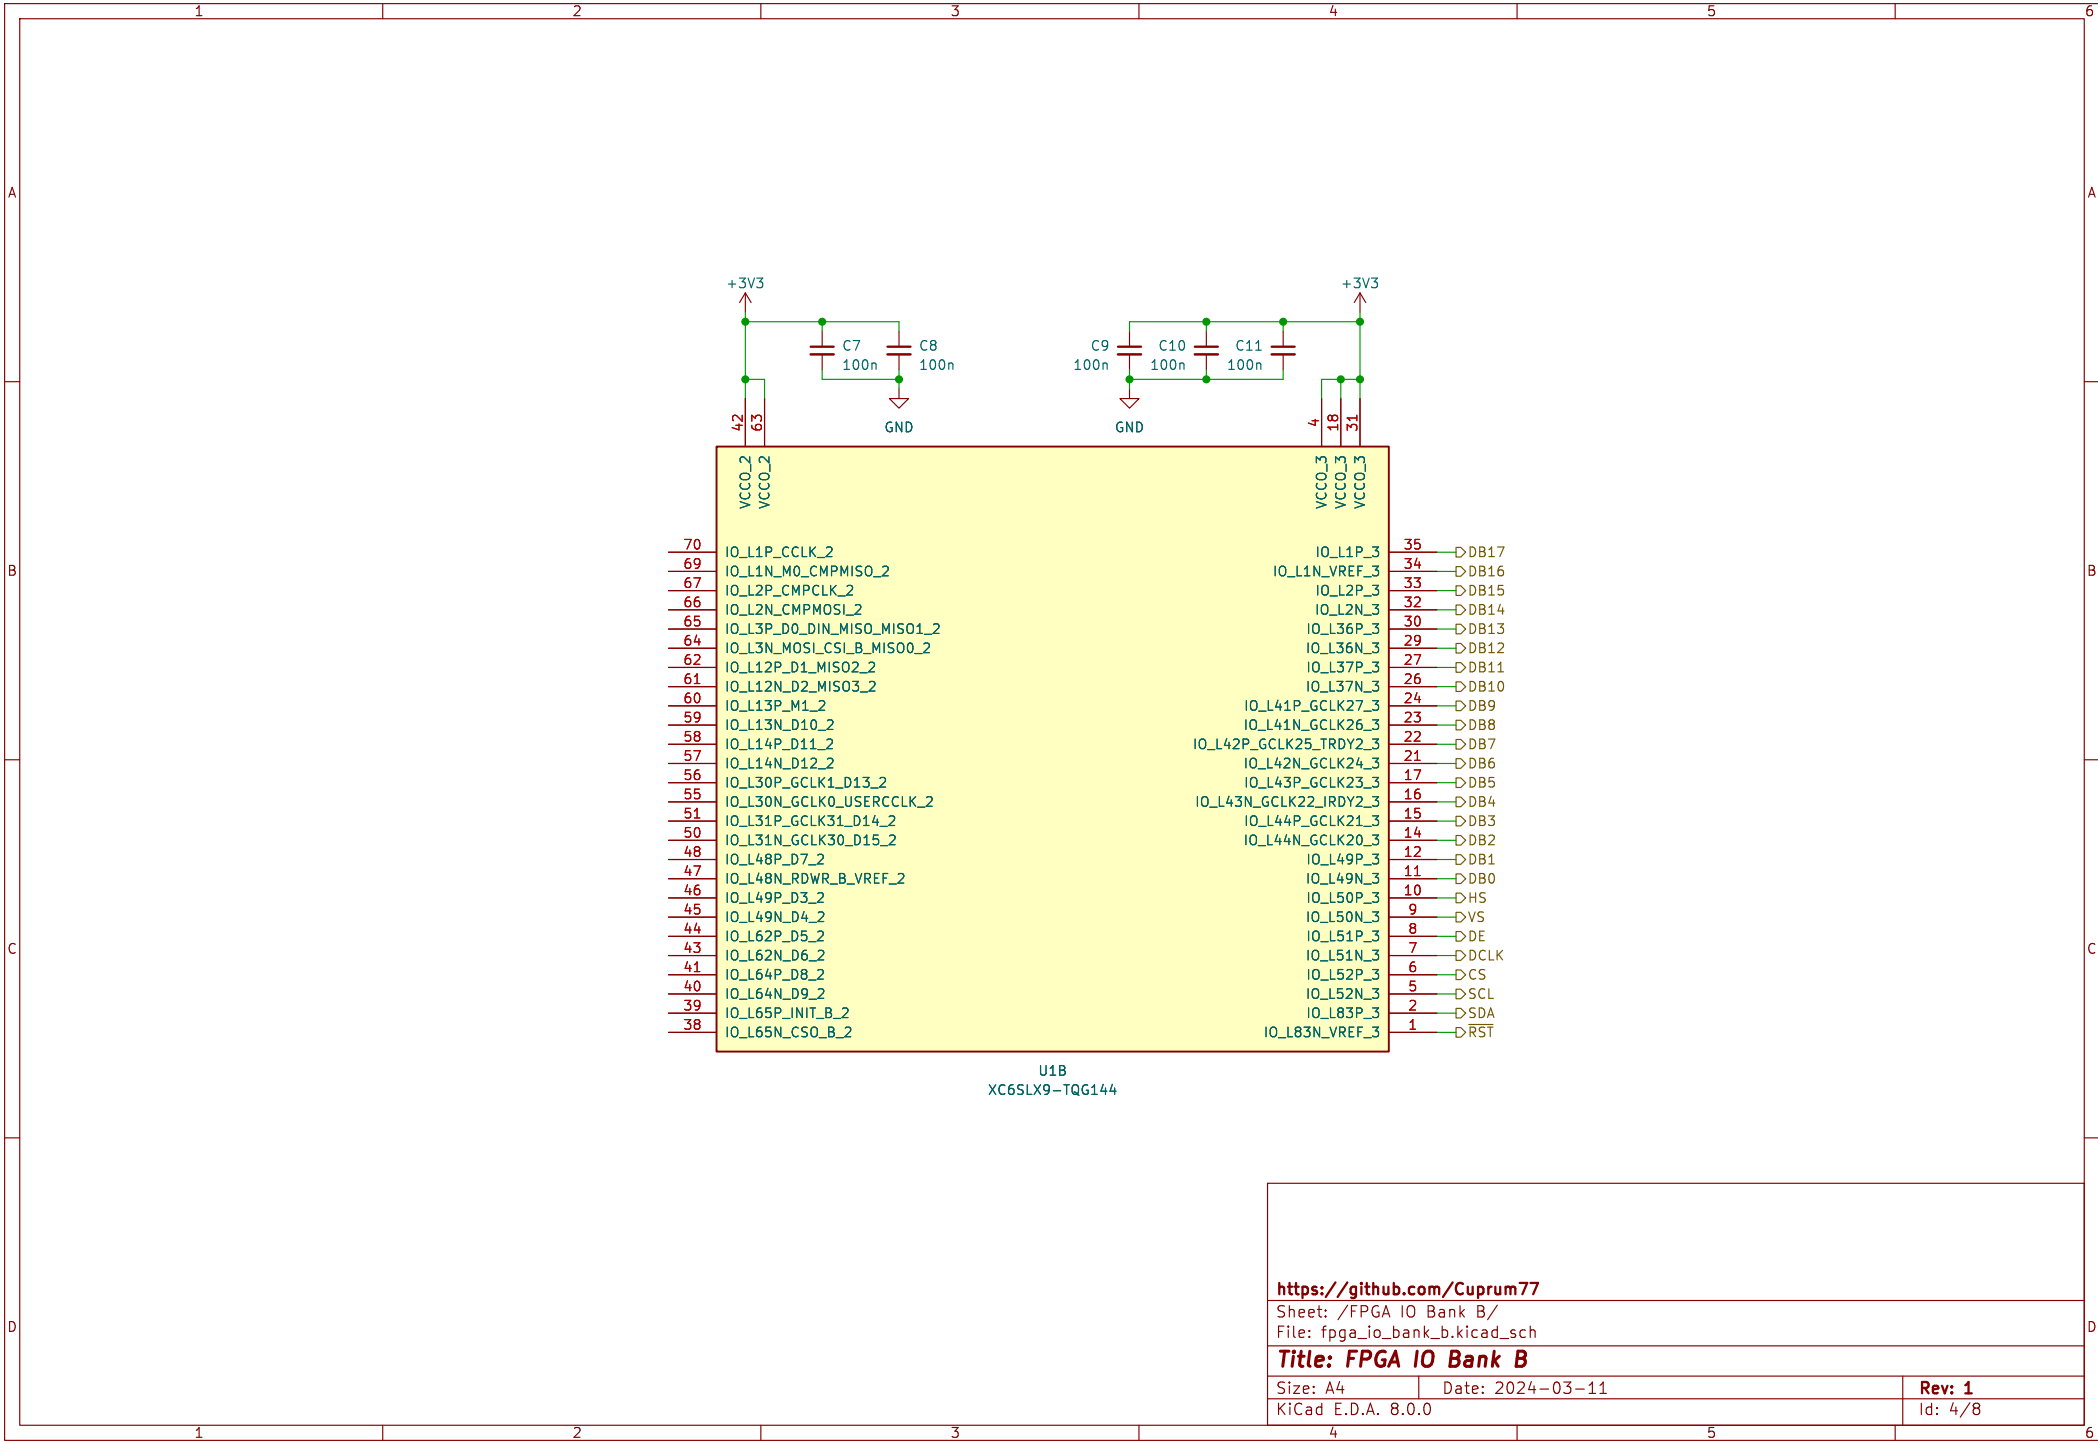 1 2 3 4 5 6
A A
+3V3 +3V3
C7 C8 C9 C10 C11
100n 100n 100n 100n 100n
42 63 4 18 31
GND GND
VCCO_2 VCCO_2 VCCO_3 VCCO_3 VCCO_3
70 IO_L1P_CCLK_2 IO_L1P_3 35 DB17
B 69 IO_L1N_M0_CMPMISO_2 IO_L1N_VREF_3 34 DB16 B
67 IO_L2P_CMPCLK_2 IO_L2P_3 33 DB15
66 IO_L2N_CMPMOSI_2 IO_L2N_3 32 DB14
65 IO_L3P_D0_DIN_MISO_MISO1_2 IO_L36P_3 30 DB13
64 IO_L3N_MOSI_CSI_B_MISO0_2 IO_L36N_3 29 DB12
62 IO_L12P_D1_MISO2_2 IO_L37P_3 27 DB11
61 IO_L12N_D2_MISO3_2 IO_L37N_3 26 DB10
60 IO_L13P_M1_2 IO_L41P_GCLK27_3 24 DB9
59 IO_L13N_D10_2 IO_L41N_GCLK26_3 23 DB8
58 IO_L14P_D11_2 IO_L42P_GCLK25_TRDY2_3 22 DB7
57 IO_L14N_D12_2 IO_L42N_GCLK24_3 21 DB6
56 IO_L30P_GCLK1_D13_2 IO_L43P_GCLK23_3 17 DB5
55 IO_L30N_GCLK0_USERCCLK_2 IO_L43N_GCLK22_IRDY2_3 16 DB4
51 IO_L31P_GCLK31_D14_2 IO_L44P_GCLK21_3 15 DB3
50 IO_L31N_GCLK30_D15_2 IO_L44N_GCLK20_3 14 DB2
48 IO_L48P_D7_2 IO_L49P_3 12 DB1
47 IO_L48N_RDWR_B_VREF_2 IO_L49N_3 11 DB0
46 IO_L49P_D3_2 IO_L50P_3 10 HS
45 IO_L49N_D4_2 IO_L50N_3 9 VS
44 IO_L62P_D5_2 IO_L51P_3 8 DE
C 43 IO_L62N_D6_2 IO_L51N_3 7 DCLK C
41 IO_L64P_D8_2 IO_L52P_3 6 CS
40 IO_L64N_D9_2 IO_L52N_3 5 SCL
39 IO_L65P_INIT_B_2 IO_L83P_3 2 SDA
38 IO_L65N_CSO_B_2 IO_L83N_VREF_3 1 RST
U1B
XC6SLX9-TQG144
https://github.com/Cuprum77
Sheet: /FPGA IO Bank B/
D D
File: fpga_io_bank_b.kicad_sch
Title: FPGA IO Bank B
Size: A4 Date: 2024-03-11 Rev: 1
KiCad E.D.A. 8.0.0 Id: 4/8
1 2 3 4 5 6